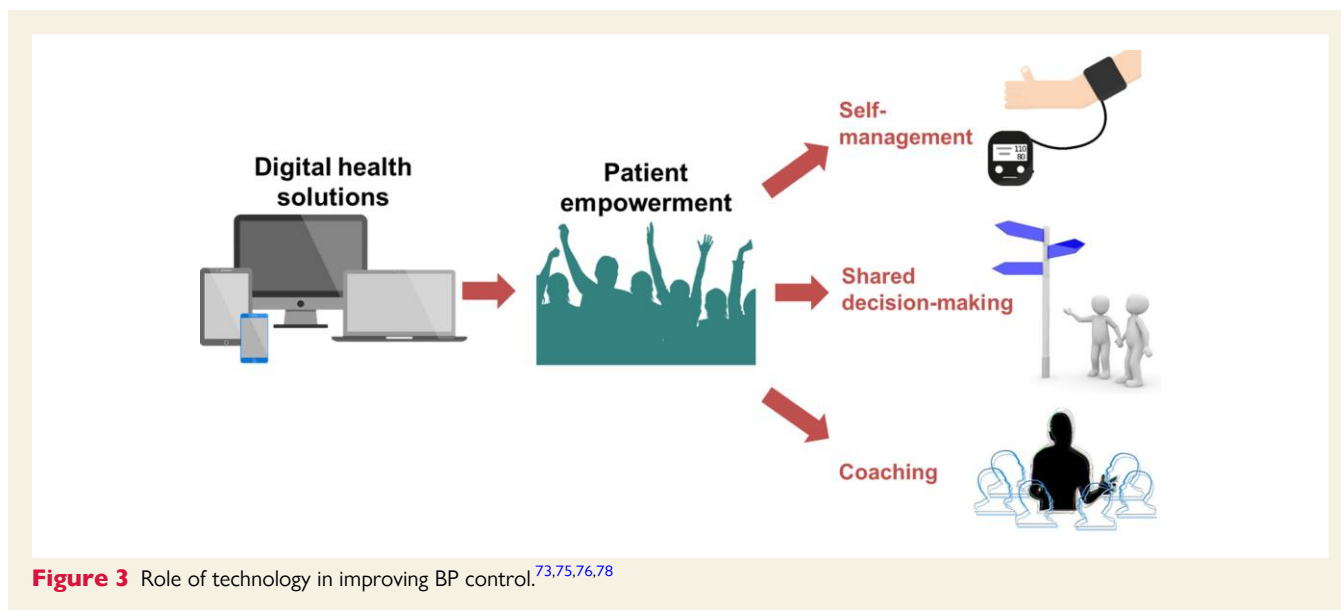 Digital health
solutions
Patient
empowerment
Self-
management
110
80
Shared
decision-making
Coaching
Figure 3 Role of technology in improving BP control.73,75,76,78